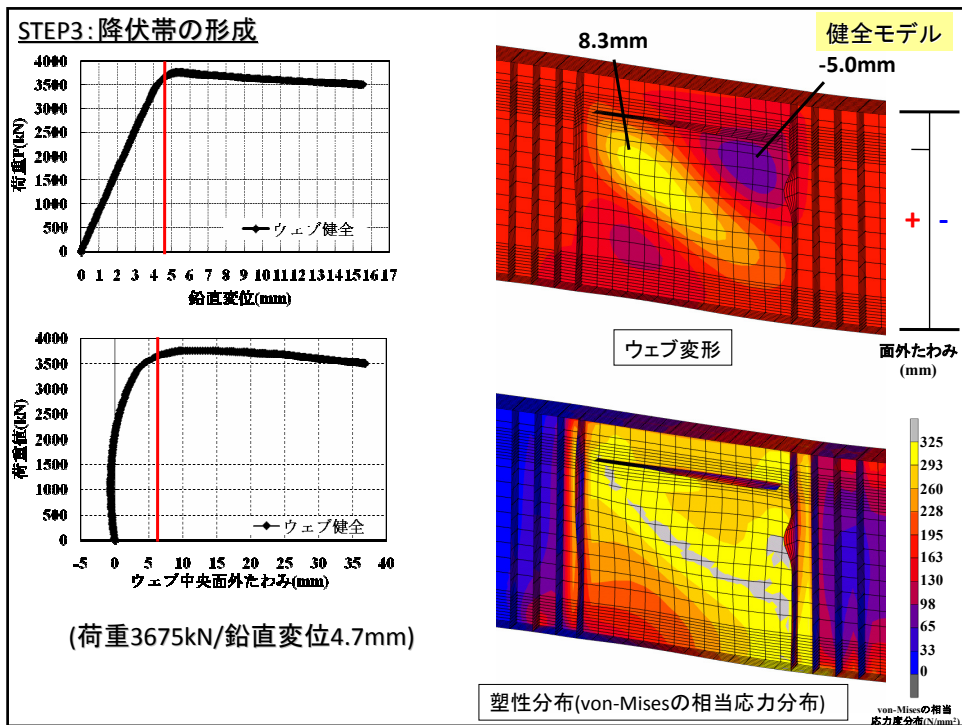 STEP3:降伏帯の形成
健全モデル
4000
3500
3000
2500
2000
1500
1000
500
0
荷重P(kN)
ウェブ健全
0 1 2 3 4 5 6 7 8 9 10 11 12 13 14 15 16 17
鉛直変位(mm)
8.3mm
-5.0mm
+ -
ウェブ変形
面外たわみ
(mm)
4000
3500
3000
2500
2000
1500
1000
500
0
荷重値(kN)
ウェブ健全
-5 0 5 10 15 20 25 30 35 40
ウェブ中央面外たわみ(mm)
(荷重3675kN/鉛直変位4.7mm)
325
293
260
228
195
163
130
98
65
33
0
塑性分布(von-Misesの相当応力分布)
von-Misesの相当
応力度分布(N/mm²)